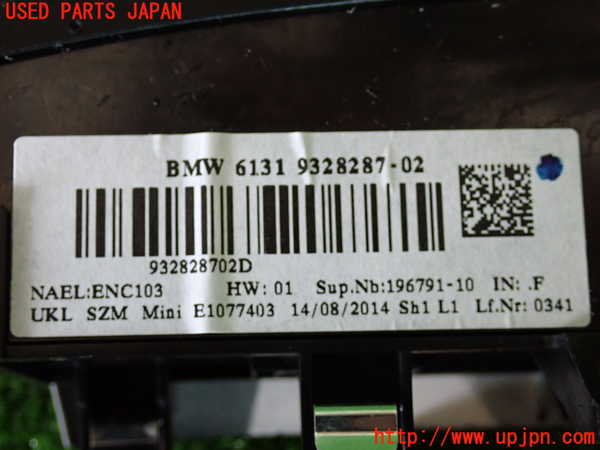 USED PARTS JAPAN
BMW 6131 9328287-02
932828702D
NAEL:ENC103 HW: 01 Sup.Nb:196791-10 IN: .F
UKL SZM Mini E1077403 14/08/2014 Sh1 L1 Lf.Nr: 0341
http://www.upjpn.com